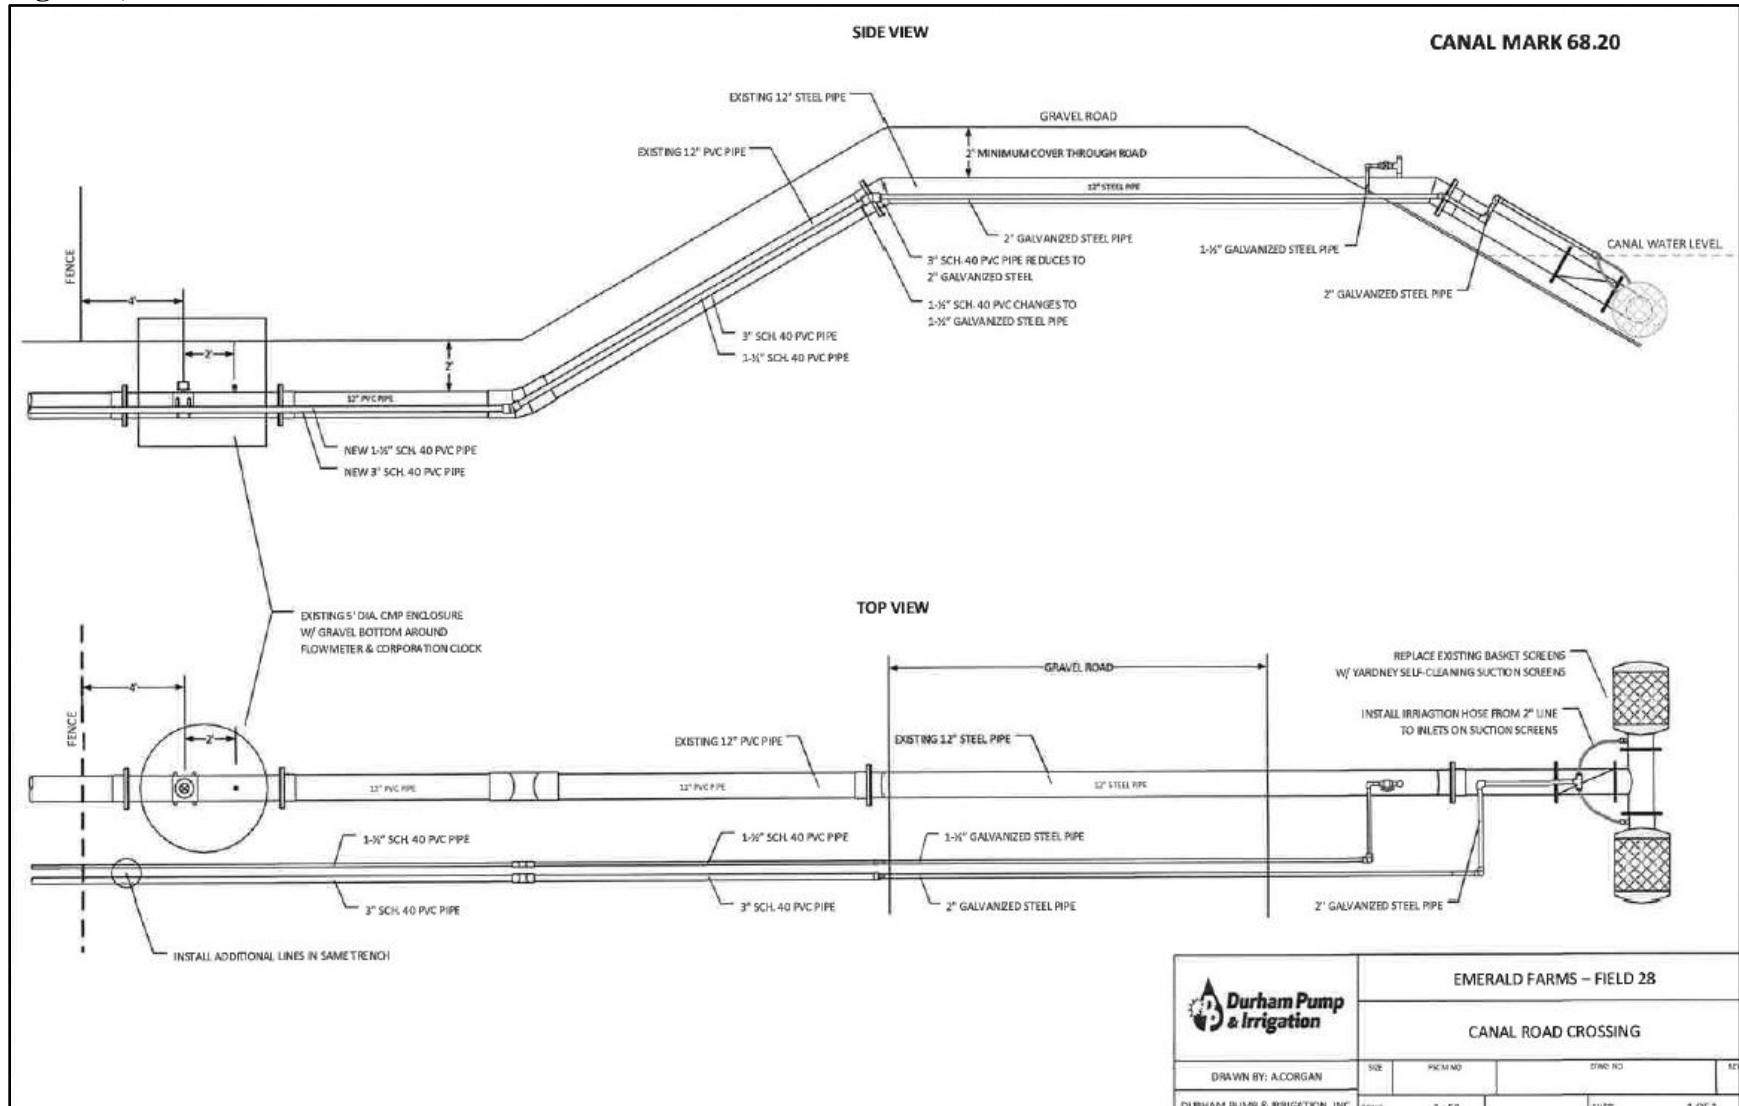 SIDE VIEW
CANAL MARK 68.20
EXISTING 12" STEEL PIPE
GRAVEL ROAD
EXISTING 12" PVC PIPE
2' MINIMUM COVER THROUGH ROAD
12" STEEL PIPE
FENCE
4'
2'
2'
2" GALVANIZED STEEL PIPE
1-½" GALVANIZED STEEL PIPE
CANAL WATER LEVEL
3" SCH. 40 PVC PIPE REDUCES TO
2" GALVANIZED STEEL
2" GALVANIZED STEEL PIPE
1-½" SCH. 40 PVC CHANGES TO
1-½" GALVANIZED STEEL PIPE
3" SCH. 40 PVC PIPE
1-½" SCH. 40 PVC PIPE
12" PVC PIPE
NEW 1-½" SCH. 40 PVC PIPE
NEW 3" SCH. 40 PVC PIPE
EXISTING 5' DIA. CMP ENCLOSURE
W/ GRAVEL BOTTOM AROUND
FLOWMETER & CORPORATION CLOCK
TOP VIEW
FENCE
4'
2'
GRAVEL ROAD
REPLACE EXISTING BASKET SCREENS
W/ YARDNEY SELF-CLEANING SUCTION SCREENS
INSTALL IRRIAGTION HOSE FROM 2" LINE
TO INLETS ON SUCTION SCREENS
EXISTING 12" PVC PIPE
EXISTING 12" STEEL PIPE
12" PVC PIPE
12" PVC PIPE
12" STEEL PIPE
1-½" SCH. 40 PVC PIPE
1-½" SCH. 40 PVC PIPE
1-½" GALVANIZED STEEL PIPE
3" SCH. 40 PVC PIPE
3" SCH. 40 PVC PIPE
2" GALVANIZED STEEL PIPE
2" GALVANIZED STEEL PIPE
INSTALL ADDITIONAL LINES IN SAME TRENCH
Durham Pump
& Irrigation
EMERALD FARMS – FIELD 28
CANAL ROAD CROSSING
DRAWN BY: A.CORGAN
SIZE
FSCM NO
DWG NO
DURHAM PUMP & IRRIGATION, INC